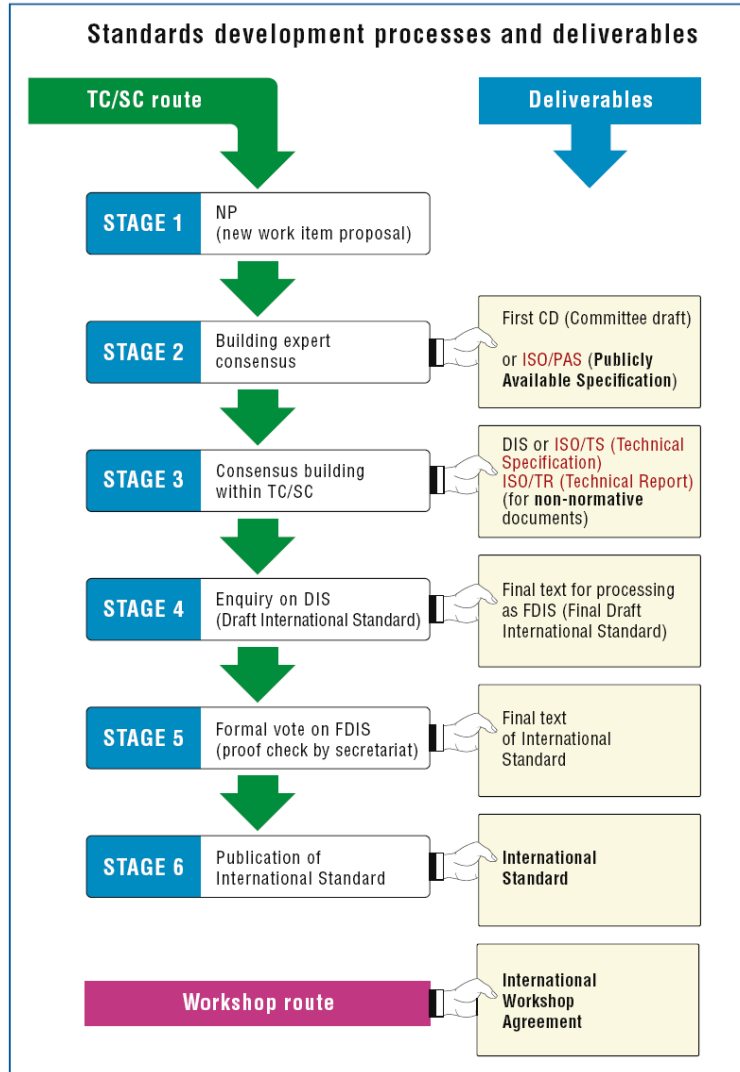 Standards development processes and deliverables
TC/SC route
Deliverables
STAGE 1
NP
(new work item proposal)
STAGE 2
Building expert
consensus
First CD (Committee draft)
or ISO/PAS (Publicly
Available Specification)
STAGE 3
Consensus building
within TC/SC
DIS or ISO/TS (Technical
Specification)
ISO/TR (Technical Report)
(for non-normative
documents)
STAGE 4
Enquiry on DIS
(Draft International Standard)
Final text for processing
as FDIS (Final Draft
International Standard)
STAGE 5
Formal vote on FDIS
(proof check by secretariat)
Final text
of International
Standard
STAGE 6
Publication of
International Standard
International
Standard
Workshop route
International
Workshop
Agreement